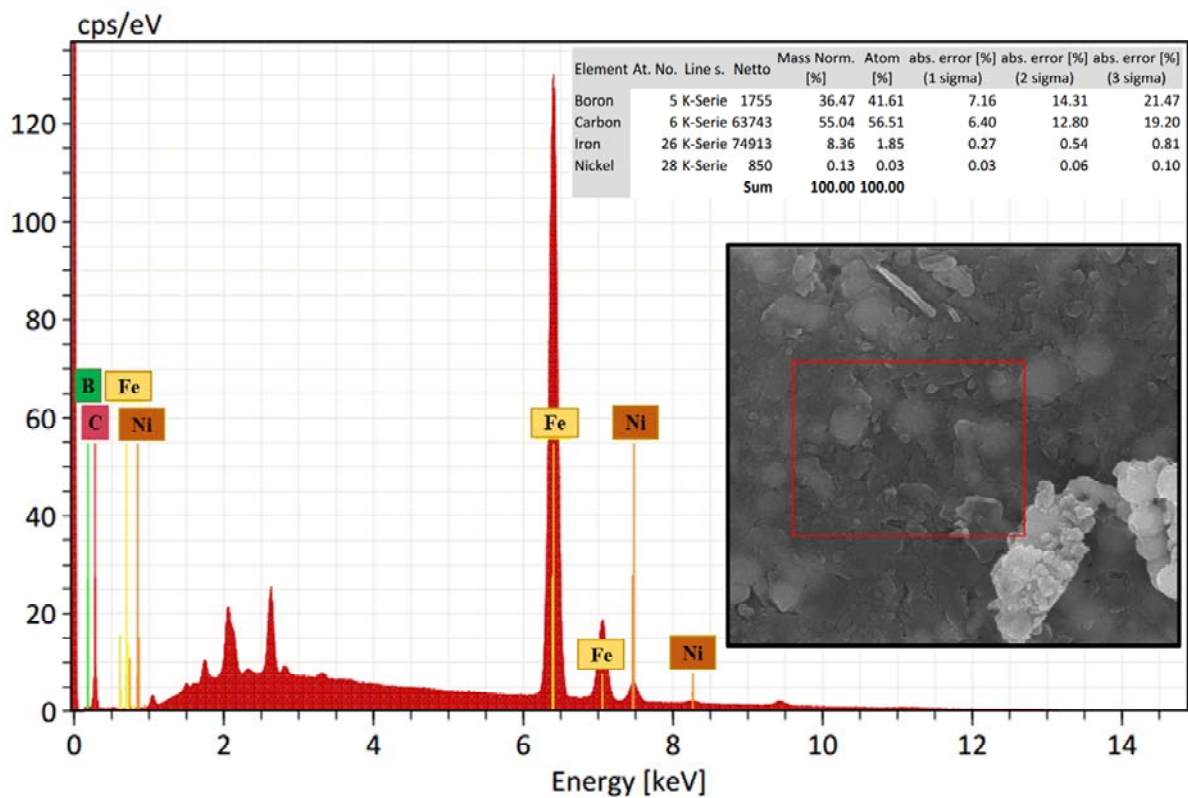 cps/eV
Element At. No. Line s. Netto Mass Norm. [%] Atom [%] abs. error [%] (1 sigma) abs. error [%] (2 sigma) abs. error [%] (3 sigma)
Boron 5 K-Serie 1755 36.47 41.61 7.16 14.31 21.47
Carbon 6 K-Serie 63743 55.04 56.51 6.40 12.80 19.20
Iron 26 K-Serie 74913 8.36 1.85 0.27 0.54 0.81
Nickel 28 K-Serie 850 0.13 0.03 0.03 0.06 0.10
Sum 100.00 100.00
120
100
80
60
40
20
0
B Fe
C Ni
Fe Ni
Fe Ni
0 2 4 6 8 10 12 14
Energy [keV]